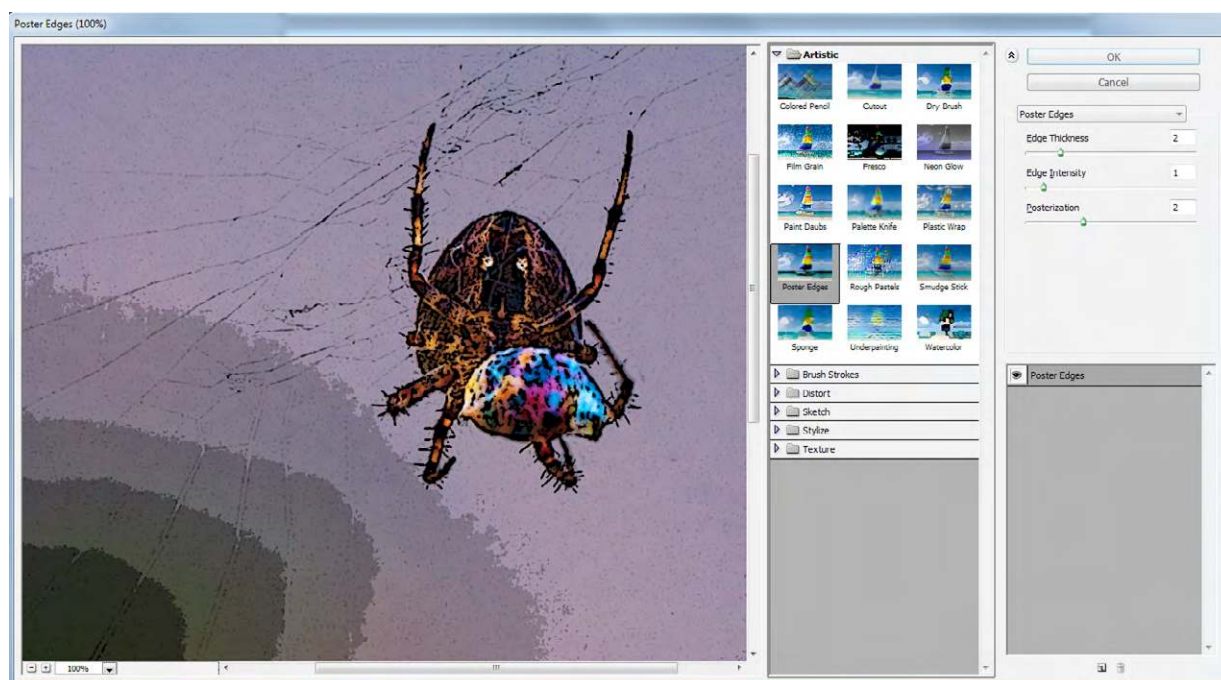 Poster Edges (100%)
Artistic
Colored Pencil
Cutout
Dry Brush
Film Grain
Fresco
Neon Glow
Paint Daubs
Palette Knife
Plastic Wrap
Poster Edges
Rough Pastels
Smudge Stick
Sponge
Underpainting
Watercolor
Brush Strokes
Distort
Sketch
Stylize
Texture
100%
OK
Cancel
Poster Edges
Edge Thickness 2
Edge Intensity 1
Posterization 2
Poster Edges